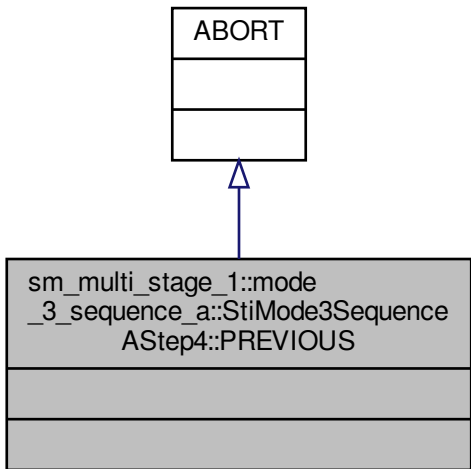 ABORT
sm_multi_stage_1::mode
_3_sequence_a::StiMode3Sequence
AStep4::PREVIOUS